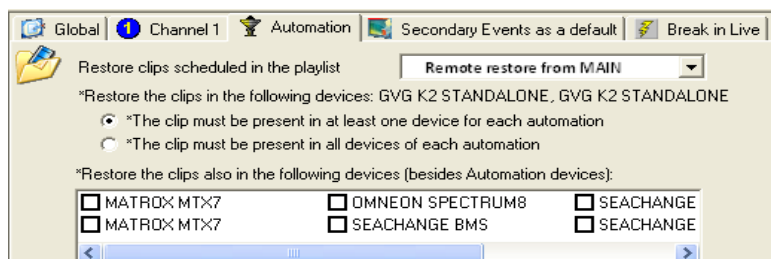 Global 1 Channel 1 Automation Secondary Events as a default Break in Live
Restore clips scheduled in the playlist Remote restore from MAIN
*Restore the clips in the following devices: GVG K2 STANDALONE, GVG K2 STANDALONE
*The clip must be present in at least one device for each automation
*The clip must be present in all devices of each automation
*Restore the clips also in the following devices (besides Automation devices):
MATROX MTX7 OMNEON SPECTRUM8 SEACHANGE
MATROX MTX7 SEACHANGE BMS SEACHANGE